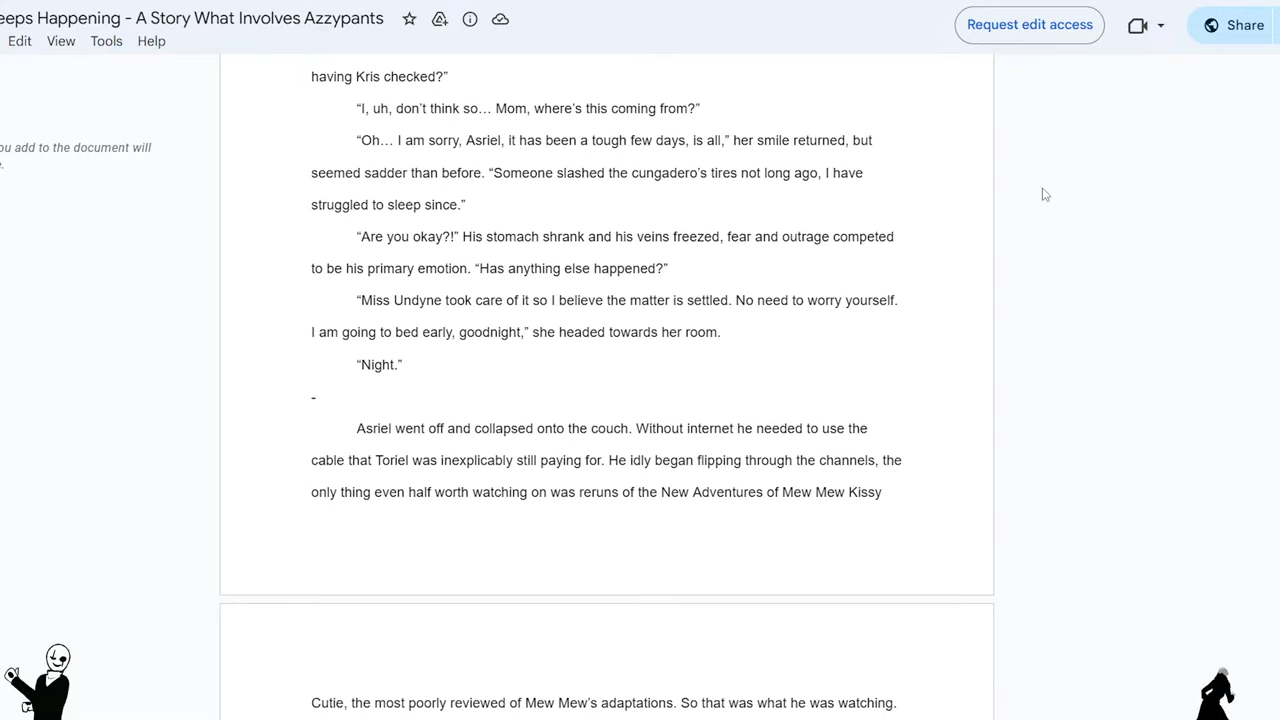 eeps Happening - A Story What Involves Azzypants
Request edit access
Share
Edit View Tools Help
having Kris checked?”
“I, uh, don’t think so… Mom, where’s this coming from?”
ou add to the document will
“Oh… I am sorry, Asriel, it has been a tough few days, is all,” her smile returned, but
seemed sadder than before. “Someone slashed the cungadero’s tires not long ago, I have
struggled to sleep since.”
“Are you okay?!” His stomach shrank and his veins freezed, fear and outrage competed
to be his primary emotion. “Has anything else happened?”
“Miss Undyne took care of it so I believe the matter is settled. No need to worry yourself.
I am going to bed early, goodnight,” she headed towards her room.
“Night.”
-
Asriel went off and collapsed onto the couch. Without internet he needed to use the
cable that Toriel was inexplicably still paying for. He idly began flipping through the channels, the
only thing even half worth watching on was reruns of the New Adventures of Mew Mew Kissy
Cutie, the most poorly reviewed of Mew Mew’s adaptations. So that was what he was watching.